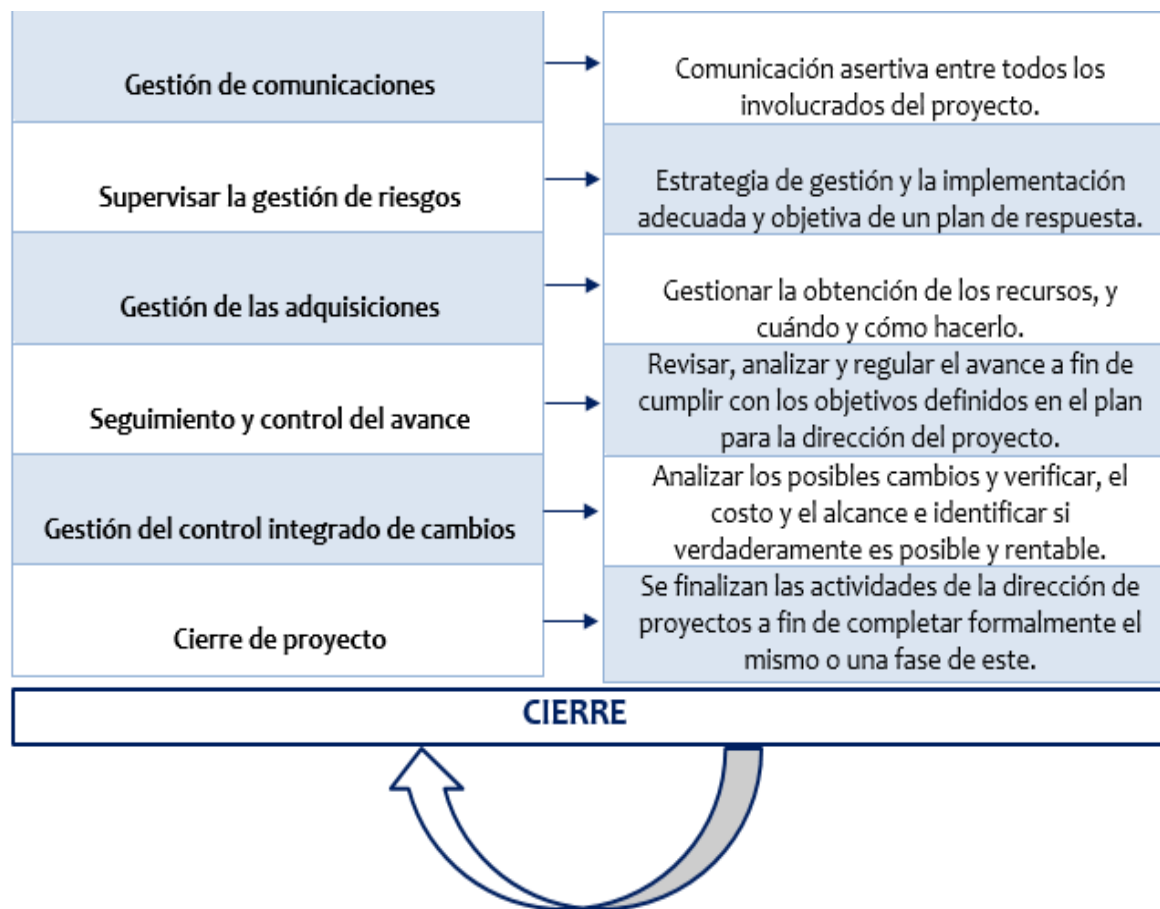 Gestión de comunicaciones
Comunicación asertiva entre todos los
involucrados del proyecto.
Supervisar la gestión de riesgos
Estrategia de gestión y la implementación
adecuada y objetiva de un plan de respuesta.
Gestión de las adquisiciones
Gestionar la obtención de los recursos, y
cuándo y cómo hacerlo.
Seguimiento y control del avance
Revisar, analizar y regular el avance a fin de
cumplir con los objetivos definidos en el plan
para la dirección del proyecto.
Gestión del control integrado de cambios
Analizar los posibles cambios y verificar, el
costo y el alcance e identificar si
verdaderamente es posible y rentable.
Cierre de proyecto
Se finalizan las actividades de la dirección de
proyectos a fin de completar formalmente el
mismo o una fase de este.
CIERRE